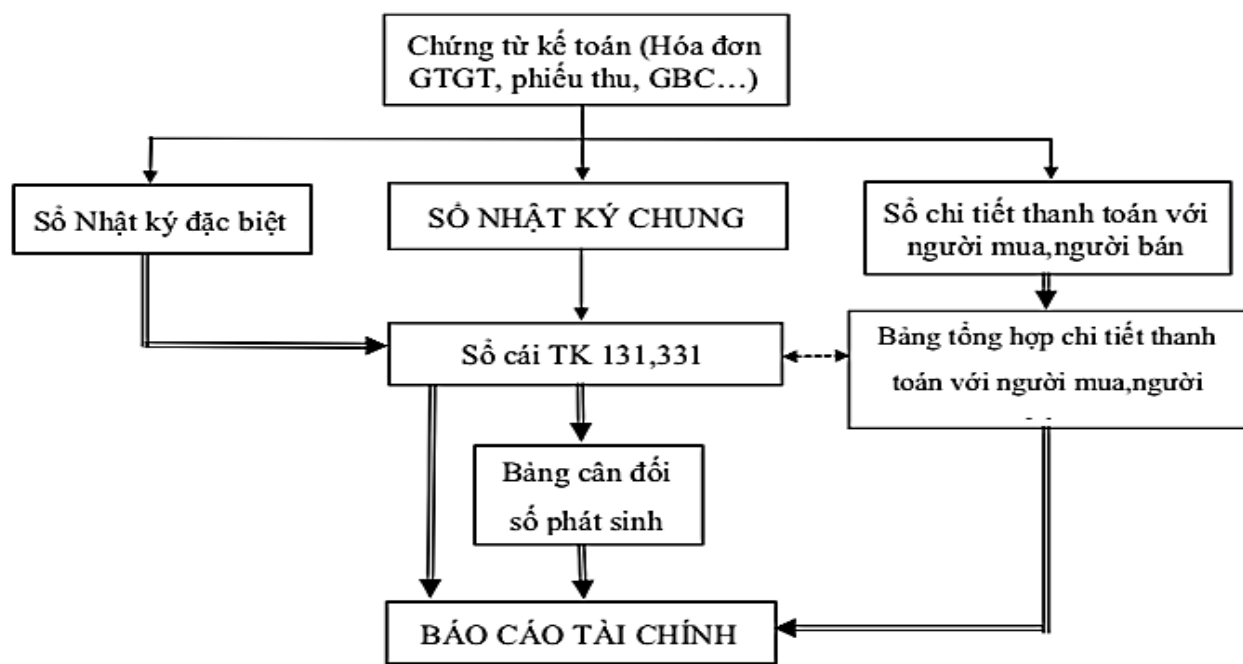 Chứng từ kế toán (Hóa đơn
GTGT, phiếu thu, GBC…)
Sổ Nhật ký đặc biệt
SỔ NHẬT KÝ CHUNG
Sổ chi tiết thanh toán với
người mua,người bán
Sổ cái TK 131,331
Bảng tổng hợp chi tiết thanh
toán với người mua,người
Bảng cân đối
số phát sinh
BÁO CÁO TÀI CHÍNH